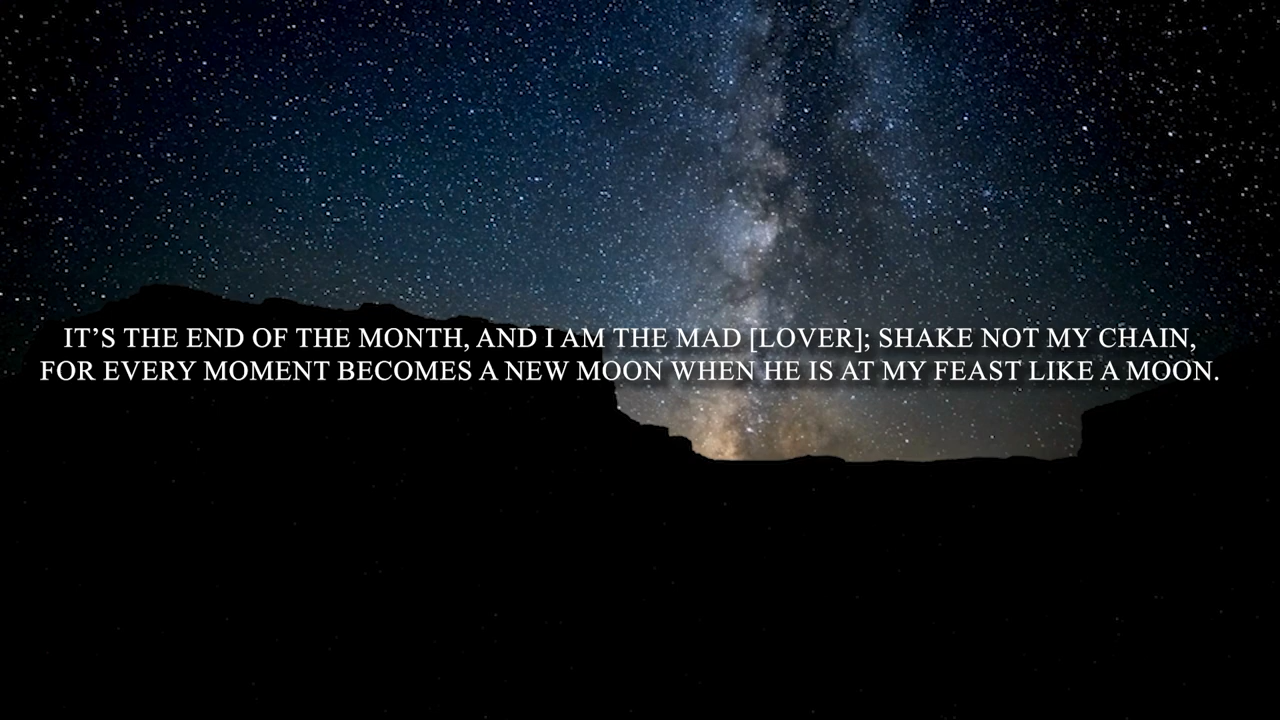 IT’S THE END OF THE MONTH, AND I AM THE MAD [LOVER]; SHAKE NOT MY CHAIN,
FOR EVERY MOMENT BECOMES A NEW MOON WHEN HE IS AT MY FEAST LIKE A MOON.